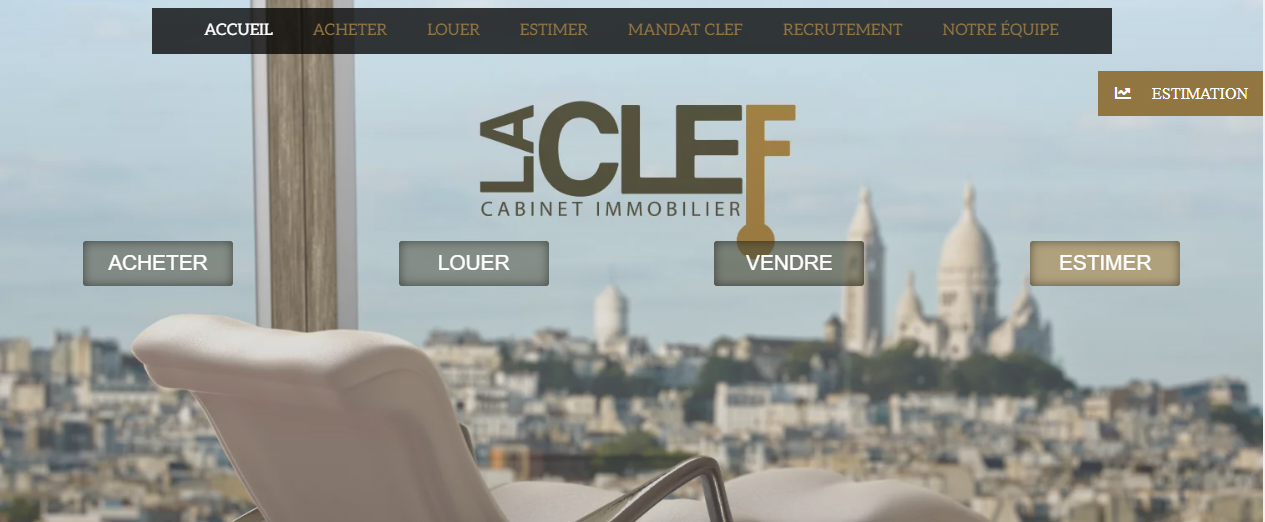 ACCUEIL ACHETER LOUER ESTIMER MANDAT CLEF RECRUTEMENT NOTRE ÉQUIPE
ESTIMATION
LA CLEF
CABINET IMMOBILIER
ACHETER LOUER VENDRE ESTIMER